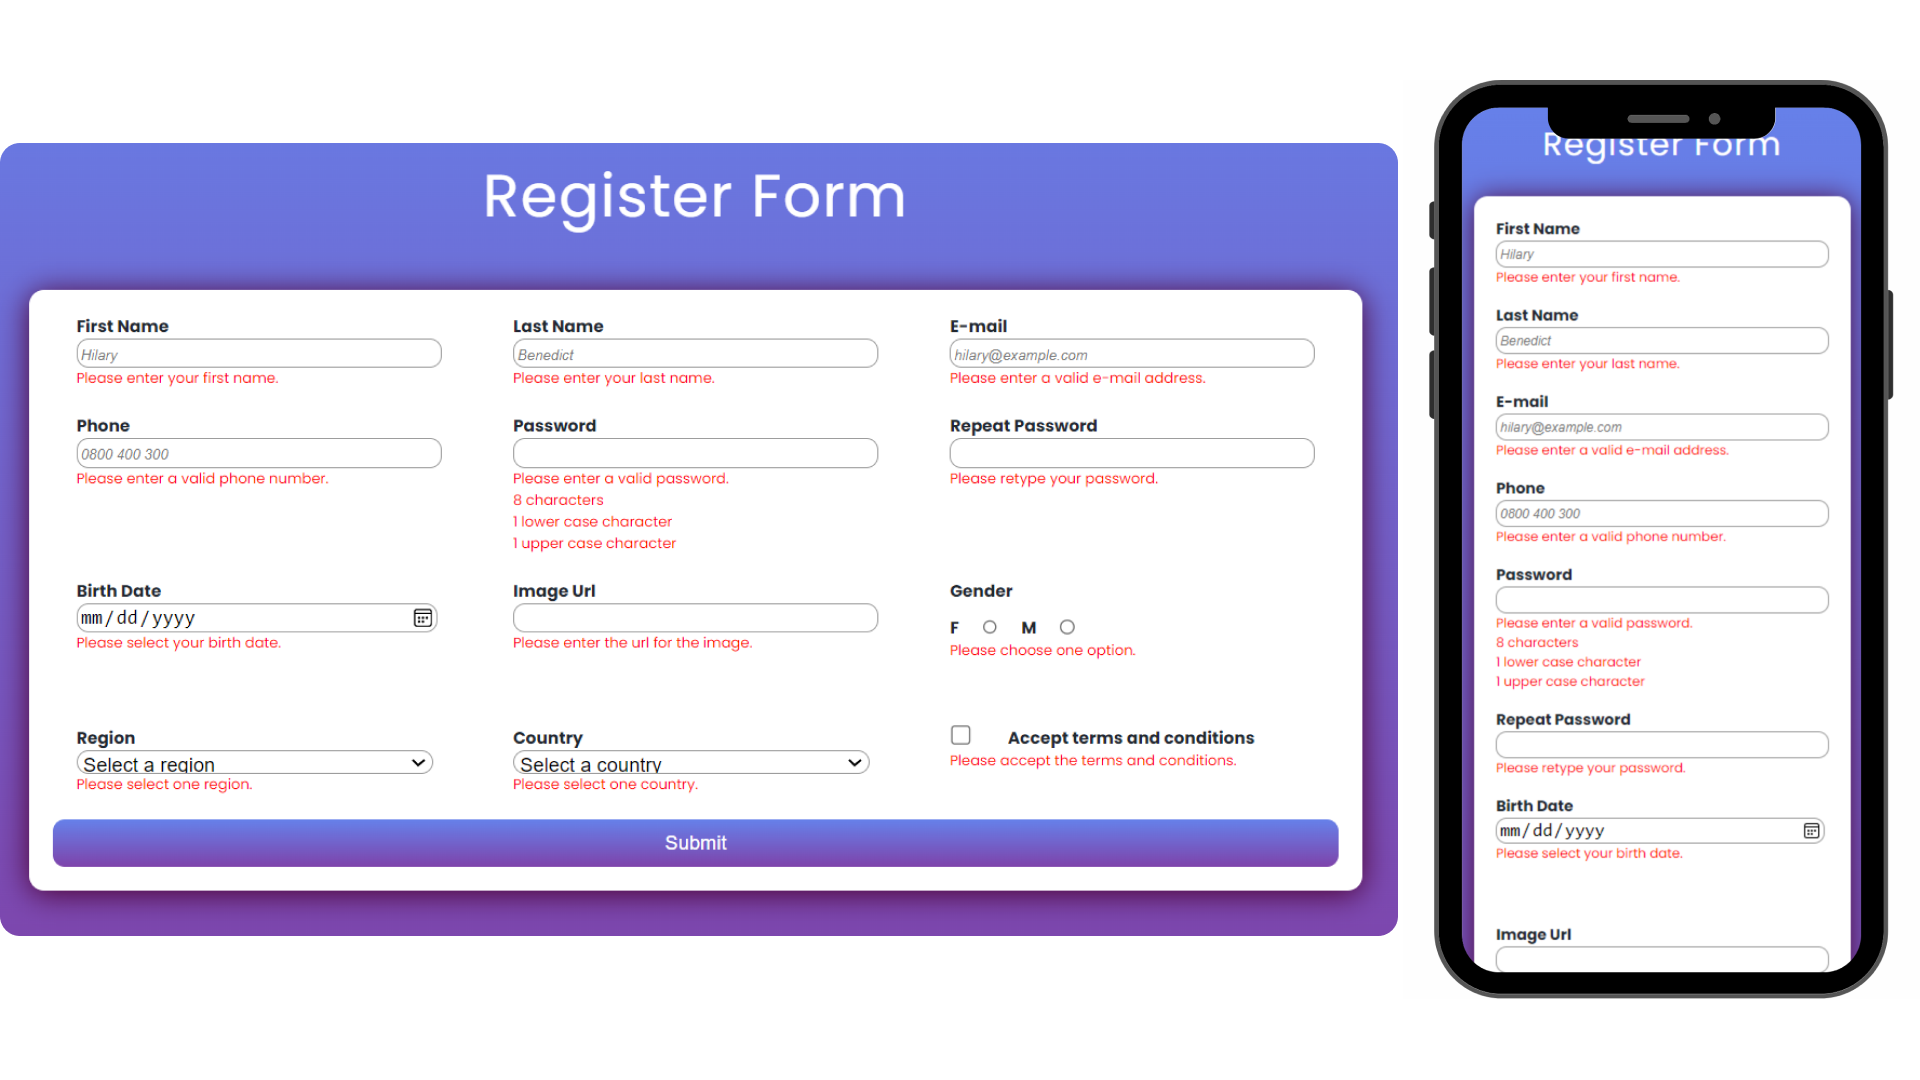 Register Form
First Name
Hilary
Please enter your first name.
Last Name
Benedict
Please enter your last name.
E-mail
hilary@example.com
Please enter a valid e-mail address.
Phone
0800 400 300
Please enter a valid phone number.
Password
Please enter a valid password.
8 characters
1 lower case character
1 upper case character
Repeat Password
Please retype your password.
Birth Date
mm/dd/yyyy
Please select your birth date.
Image Url
Please enter the url for the image.
Gender
F M
Please choose one option.
Region
Select a region
Please select one region.
Country
Select a country
Please select one country.
Accept terms and conditions
Please accept the terms and conditions.
Submit
Register Form
First Name
Hilary
Please enter your first name.
Last Name
Benedict
Please enter your last name.
E-mail
hilary@example.com
Please enter a valid e-mail address.
Phone
0800 400 300
Please enter a valid phone number.
Password
Please enter a valid password.
8 characters
1 lower case character
1 upper case character
Repeat Password
Please retype your password.
Birth Date
mm/dd/yyyy
Please select your birth date.
Image Url